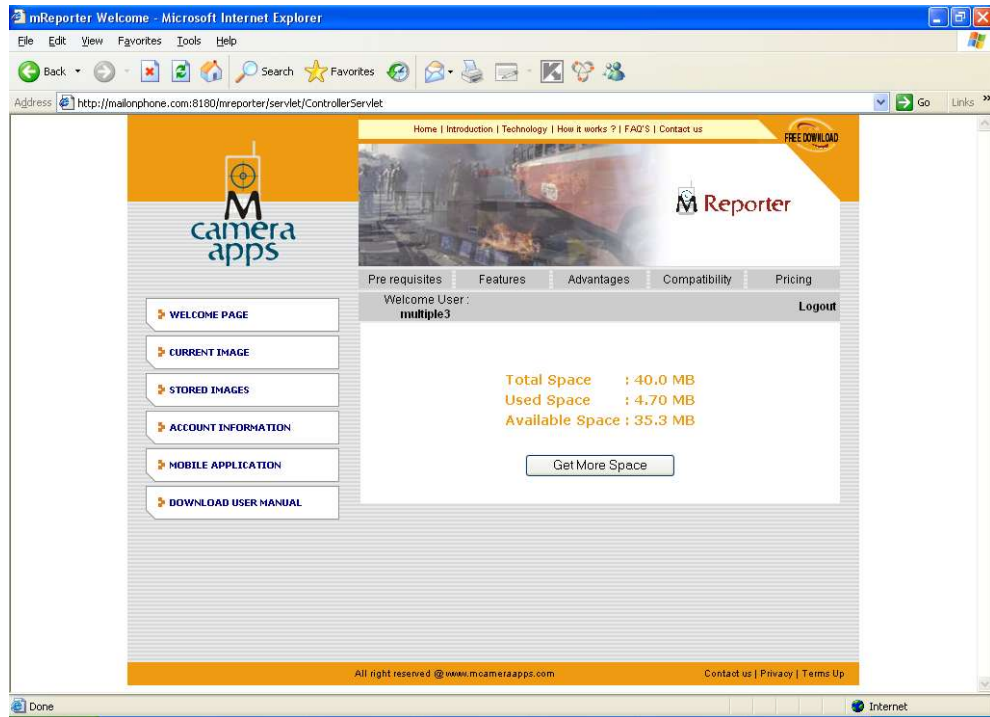 mReporter Welcome - Microsoft Internet Explorer
File Edit View Favorites Tools Help
Back Search Favorites
Address http://mailonphone.com:8180/mreporter/servlet/ControllerServlet Go Links »
Home | Introduction | Technology | How it works ? | FAQ'S | Contact us
FREE DOWNLOAD
M
camera
apps
M Reporter
Pre requisites Features Advantages Compatibility Pricing
Welcome User :
multiple3
Logout
WELCOME PAGE
CURRENT IMAGE
STORED IMAGES
ACCOUNT INFORMATION
MOBILE APPLICATION
DOWNLOAD USER MANUAL
Total Space : 40.0 MB
Used Space : 4.70 MB
Available Space : 35.3 MB
Get More Space
All right reserved @ www.mcameraapps.com
Contact us | Privacy | Terms Up
Done Internet